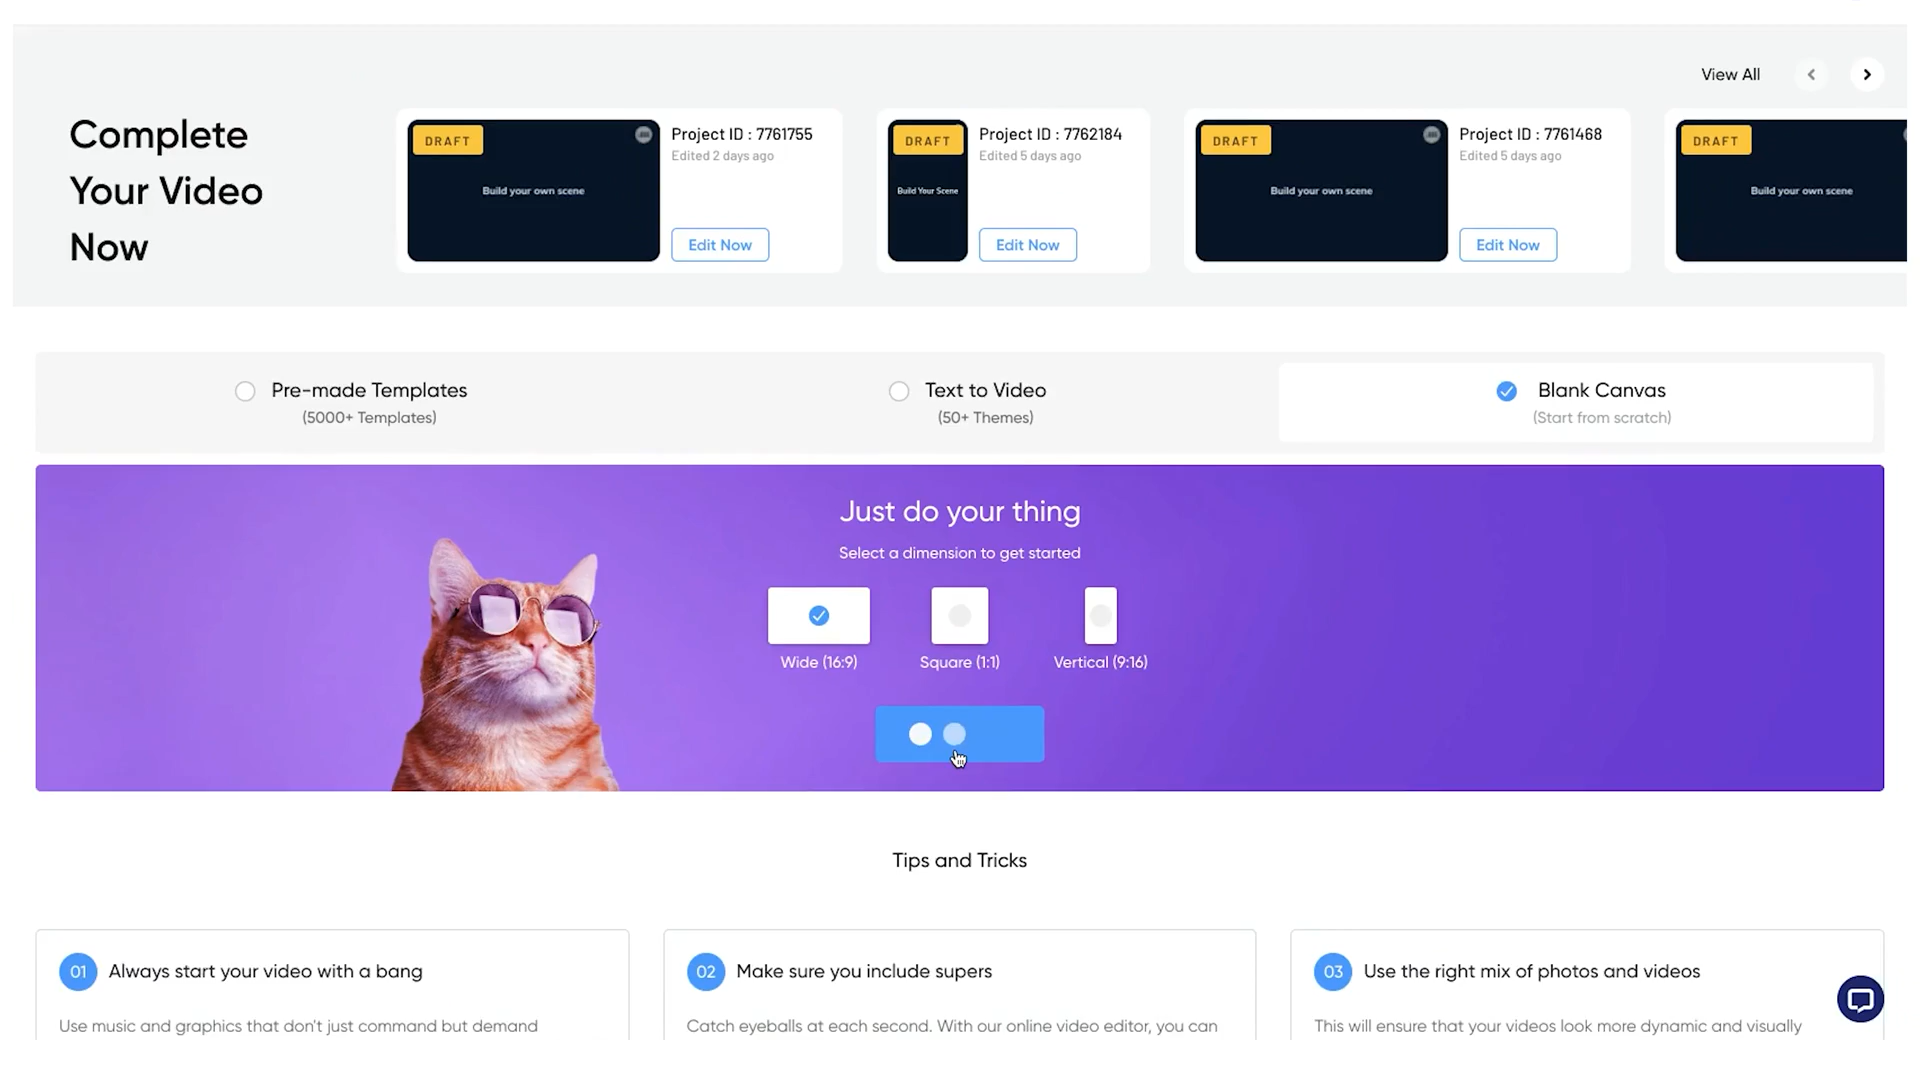 View All
Complete
Your Video
Now
DRAFT
Build your own scene
Project ID : 7761755
Edited 2 days ago
Edit Now
DRAFT
Build Your Scene
Project ID : 7762184
Edited 5 days ago
Edit Now
DRAFT
Build your own scene
Project ID : 7761468
Edited 5 days ago
Edit Now
DRAFT
Build your own scene
Pre-made Templates
(5000+ Templates)
Text to Video
(50+ Themes)
Blank Canvas
(Start from scratch)
Just do your thing
Select a dimension to get started
Wide (16:9)
Square (1:1)
Vertical (9:16)
Tips and Tricks
01 Always start your video with a bang
Use music and graphics that don't just command but demand
02 Make sure you include supers
Catch eyeballs at each second. With our online video editor, you can
03 Use the right mix of photos and videos
This will ensure that your videos look more dynamic and visually